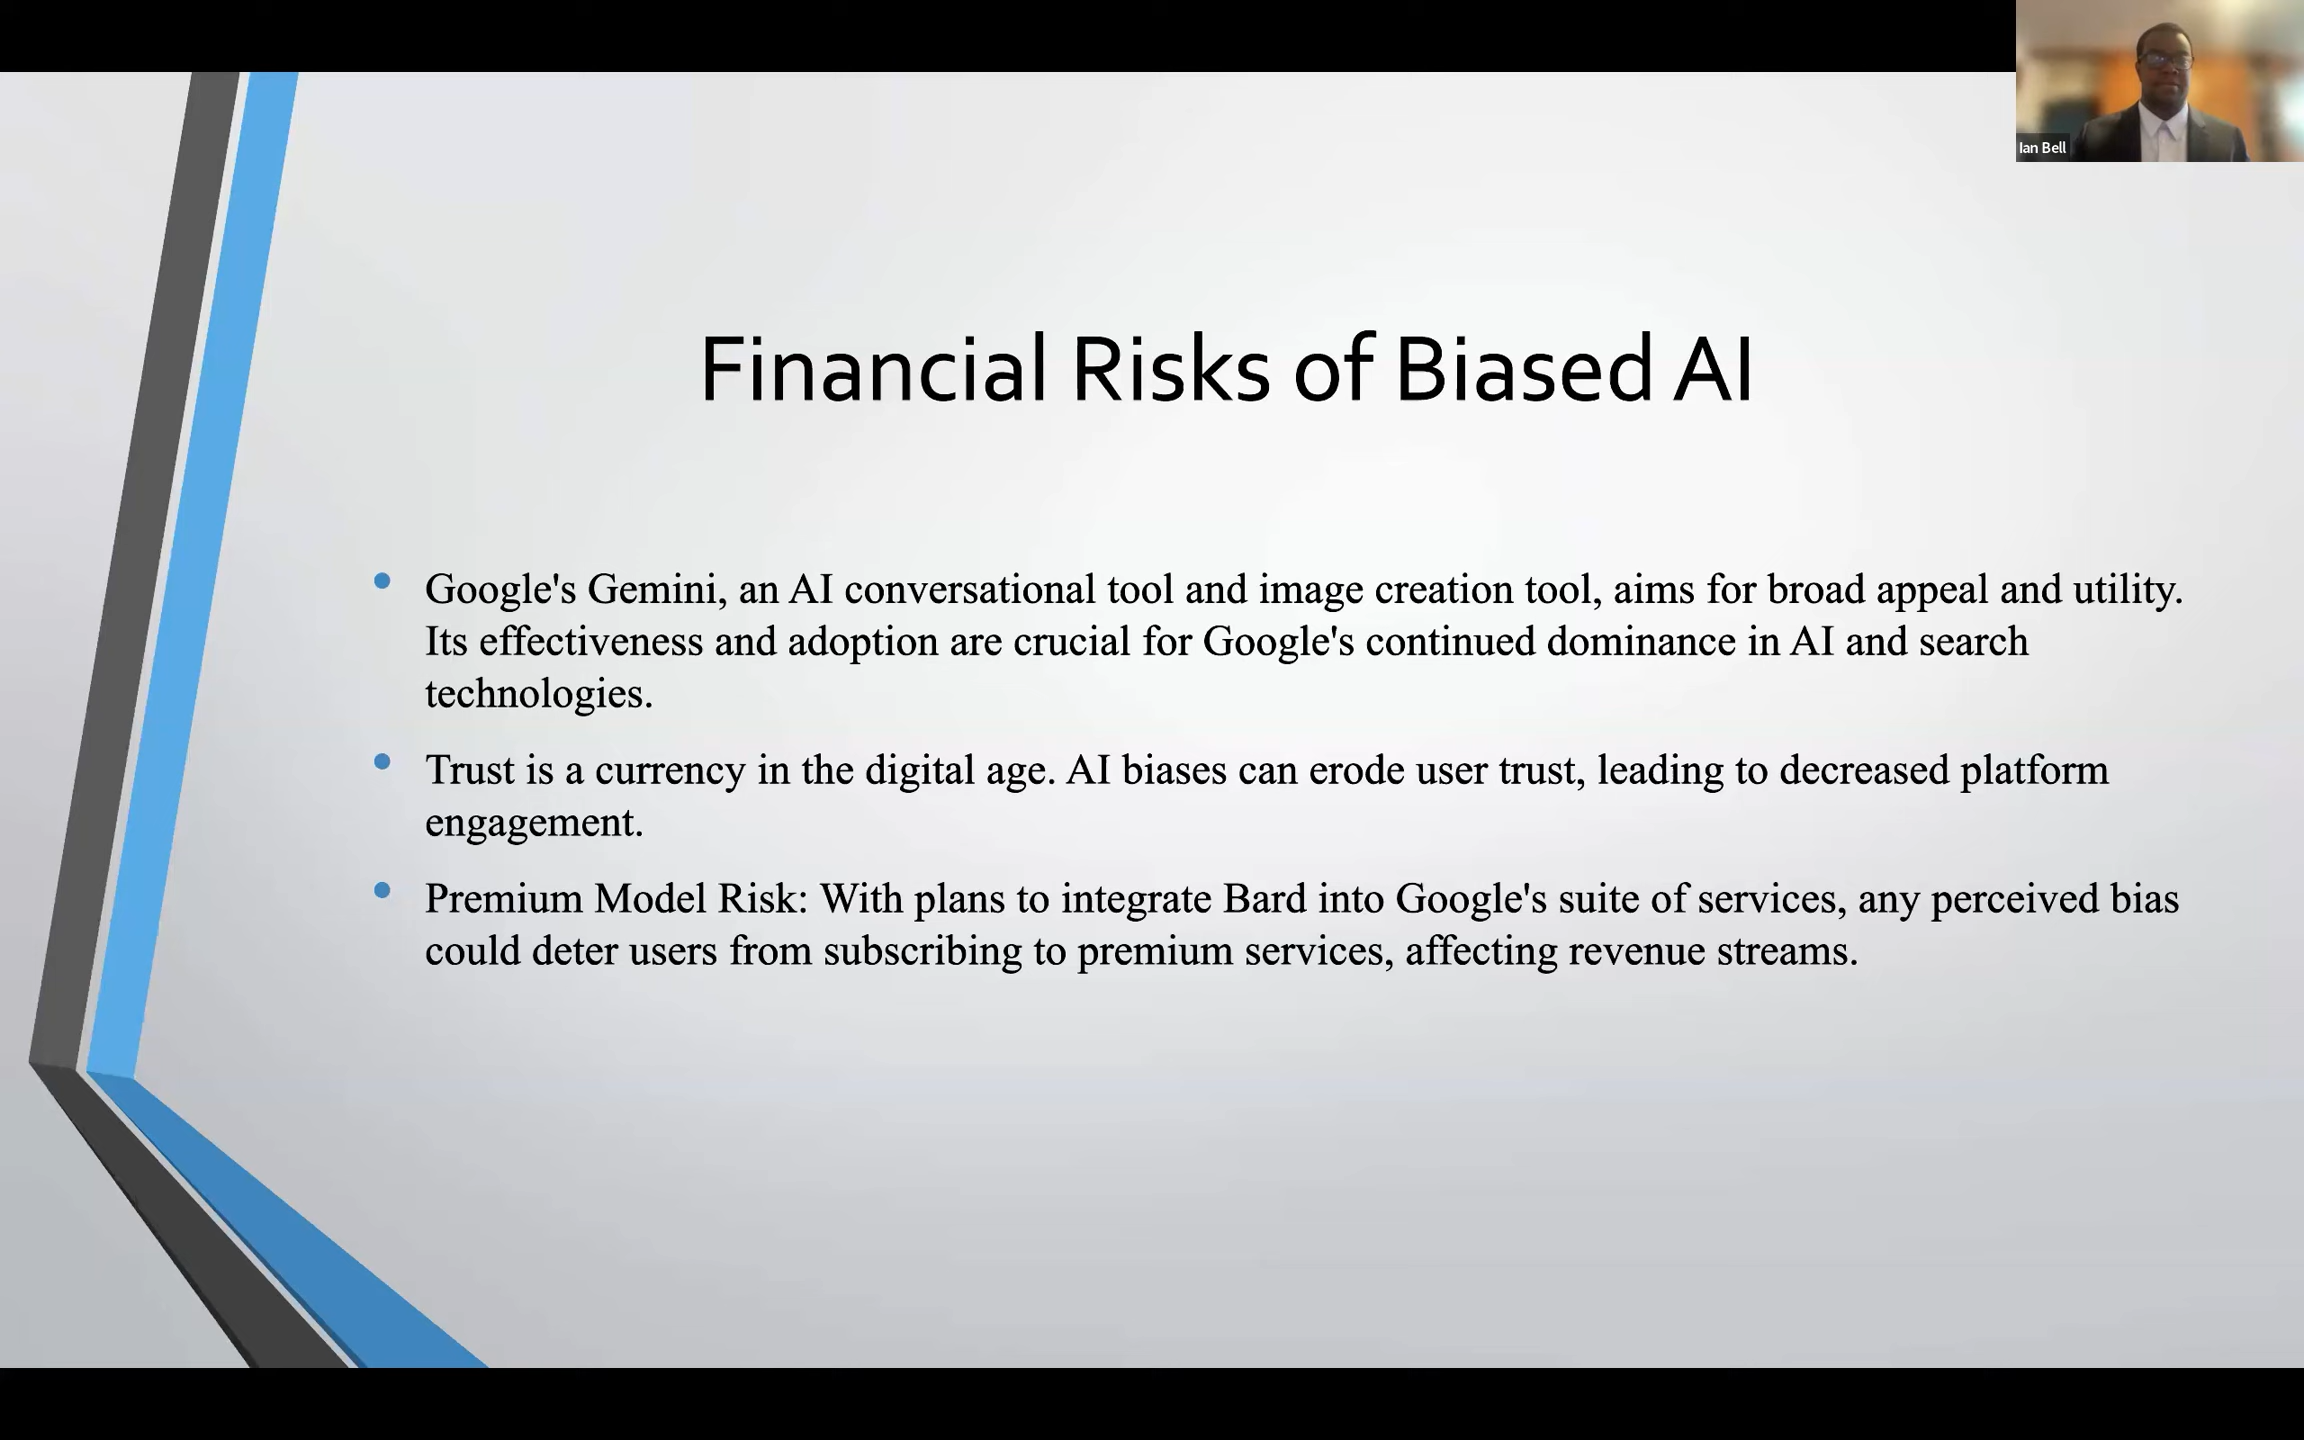 Ian Bell
Financial Risks of Biased AI
Google's Gemini, an AI conversational tool and image creation tool, aims for broad appeal and utility.
Its effectiveness and adoption are crucial for Google's continued dominance in AI and search
technologies.
Trust is a currency in the digital age. AI biases can erode user trust, leading to decreased platform
engagement.
Premium Model Risk: With plans to integrate Bard into Google's suite of services, any perceived bias
could deter users from subscribing to premium services, affecting revenue streams.